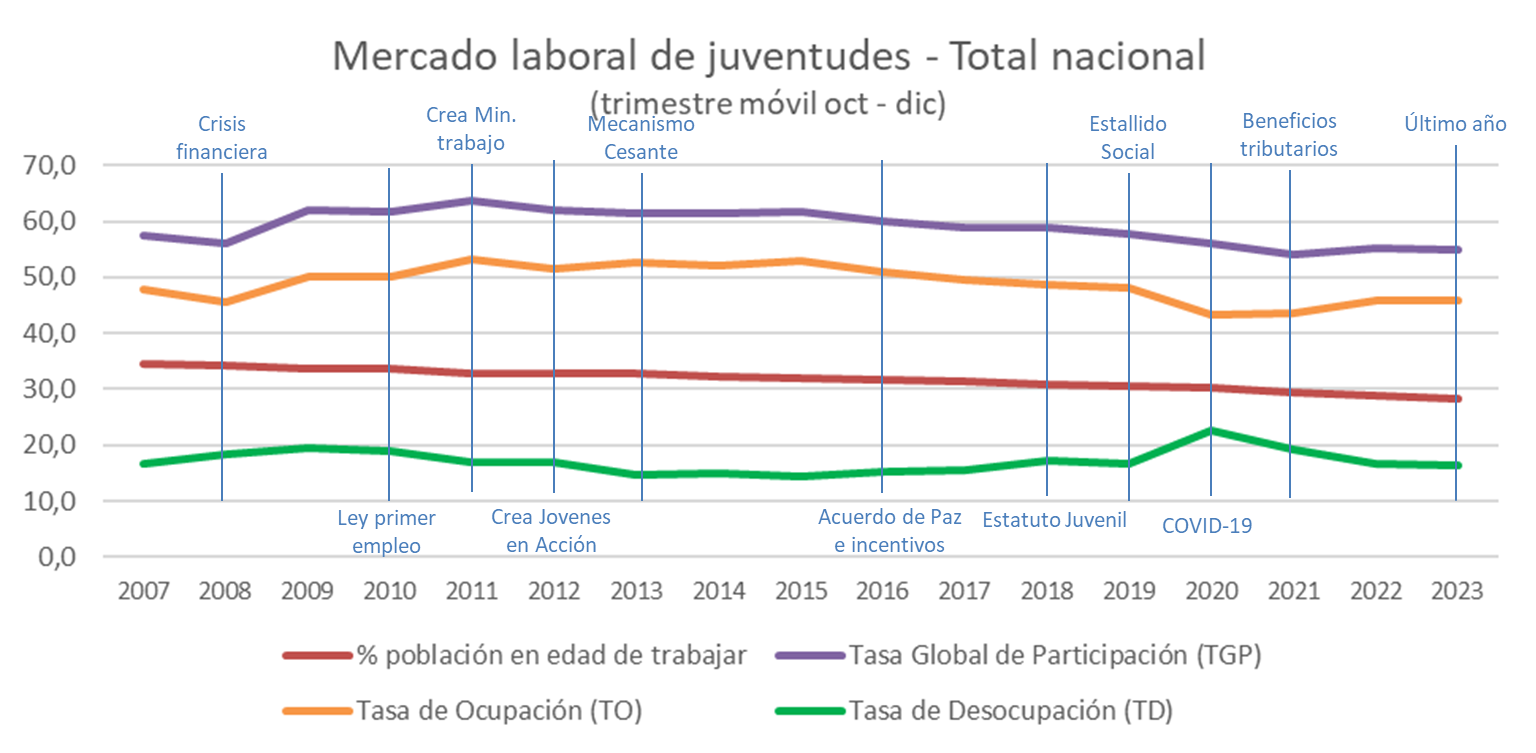 Mercado laboral de juventudes - Total nacional
(trimestre móvil oct - dic)
Crisis
financiera
Crea Min.
trabajo
Mecanismo
Cesante
Estallido
Social
Beneficios
tributarios
Último año
70,0
60,0
50,0
40,0
30,0
20,0
10,0
0,0
Ley primer
empleo
Crea Jovenes
en Acción
Acuerdo de Paz
e incentivos
Estatuto Juvenil
COVID-19
2007 2008 2009 2010 2011 2012 2013 2014 2015 2016 2017 2018 2019 2020 2021 2022 2023
% población en edad de trabajar Tasa Global de Participación (TGP)
Tasa de Ocupación (TO) Tasa de Desocupación (TD)